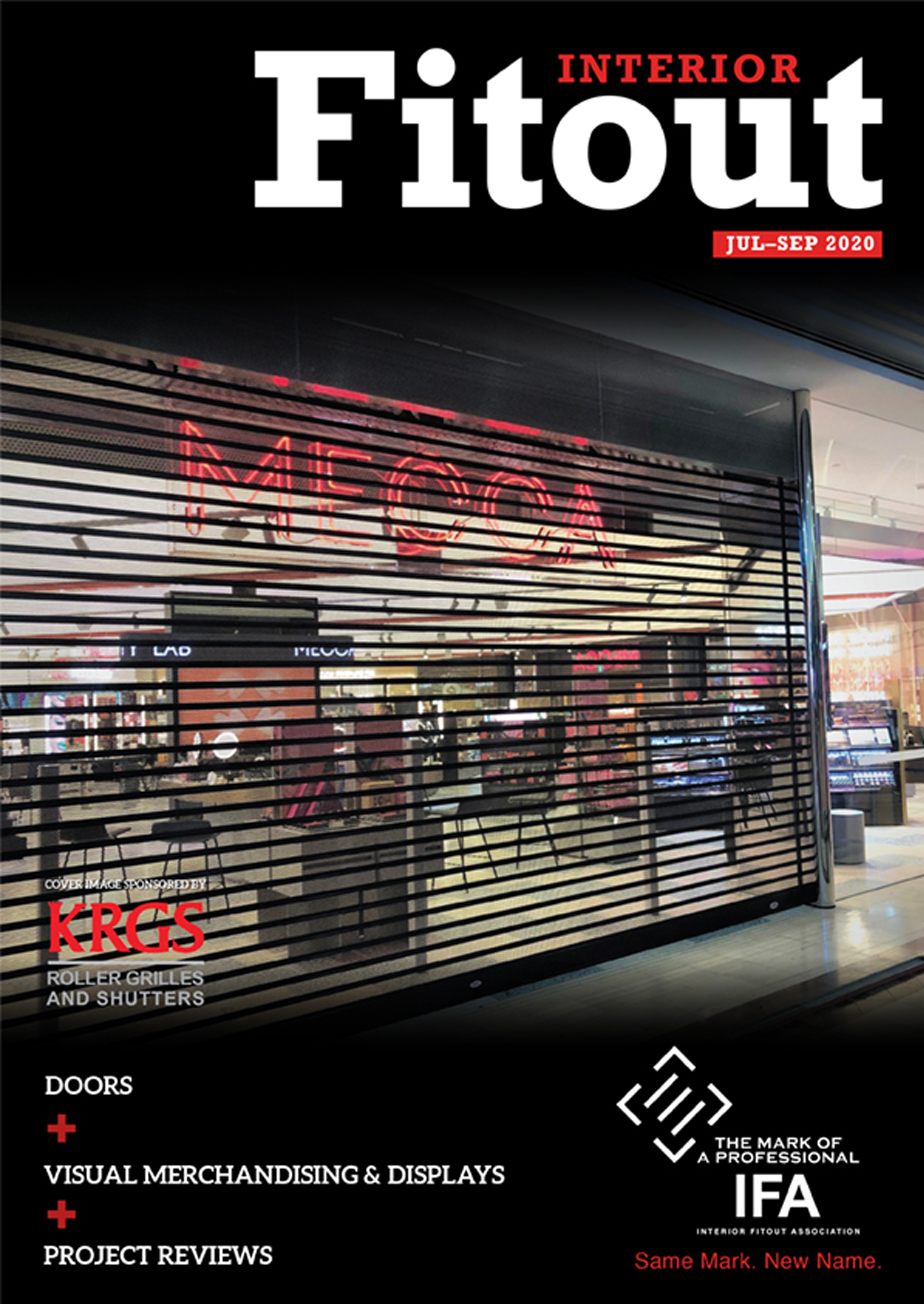 INTERIOR
Fitout
JUL–SEP 2020
MECCA
LAB
MECCA
COVER IMAGE SPONSORED BY
KRGS
ROLLER GRILLES
AND SHUTTERS
DOORS
+
VISUAL MERCHANDISING & DISPLAYS
+
PROJECT REVIEWS
THE MARK OF
A PROFESSIONAL
IFA
INTERIOR FITOUT ASSOCIATION
Same Mark. New Name.